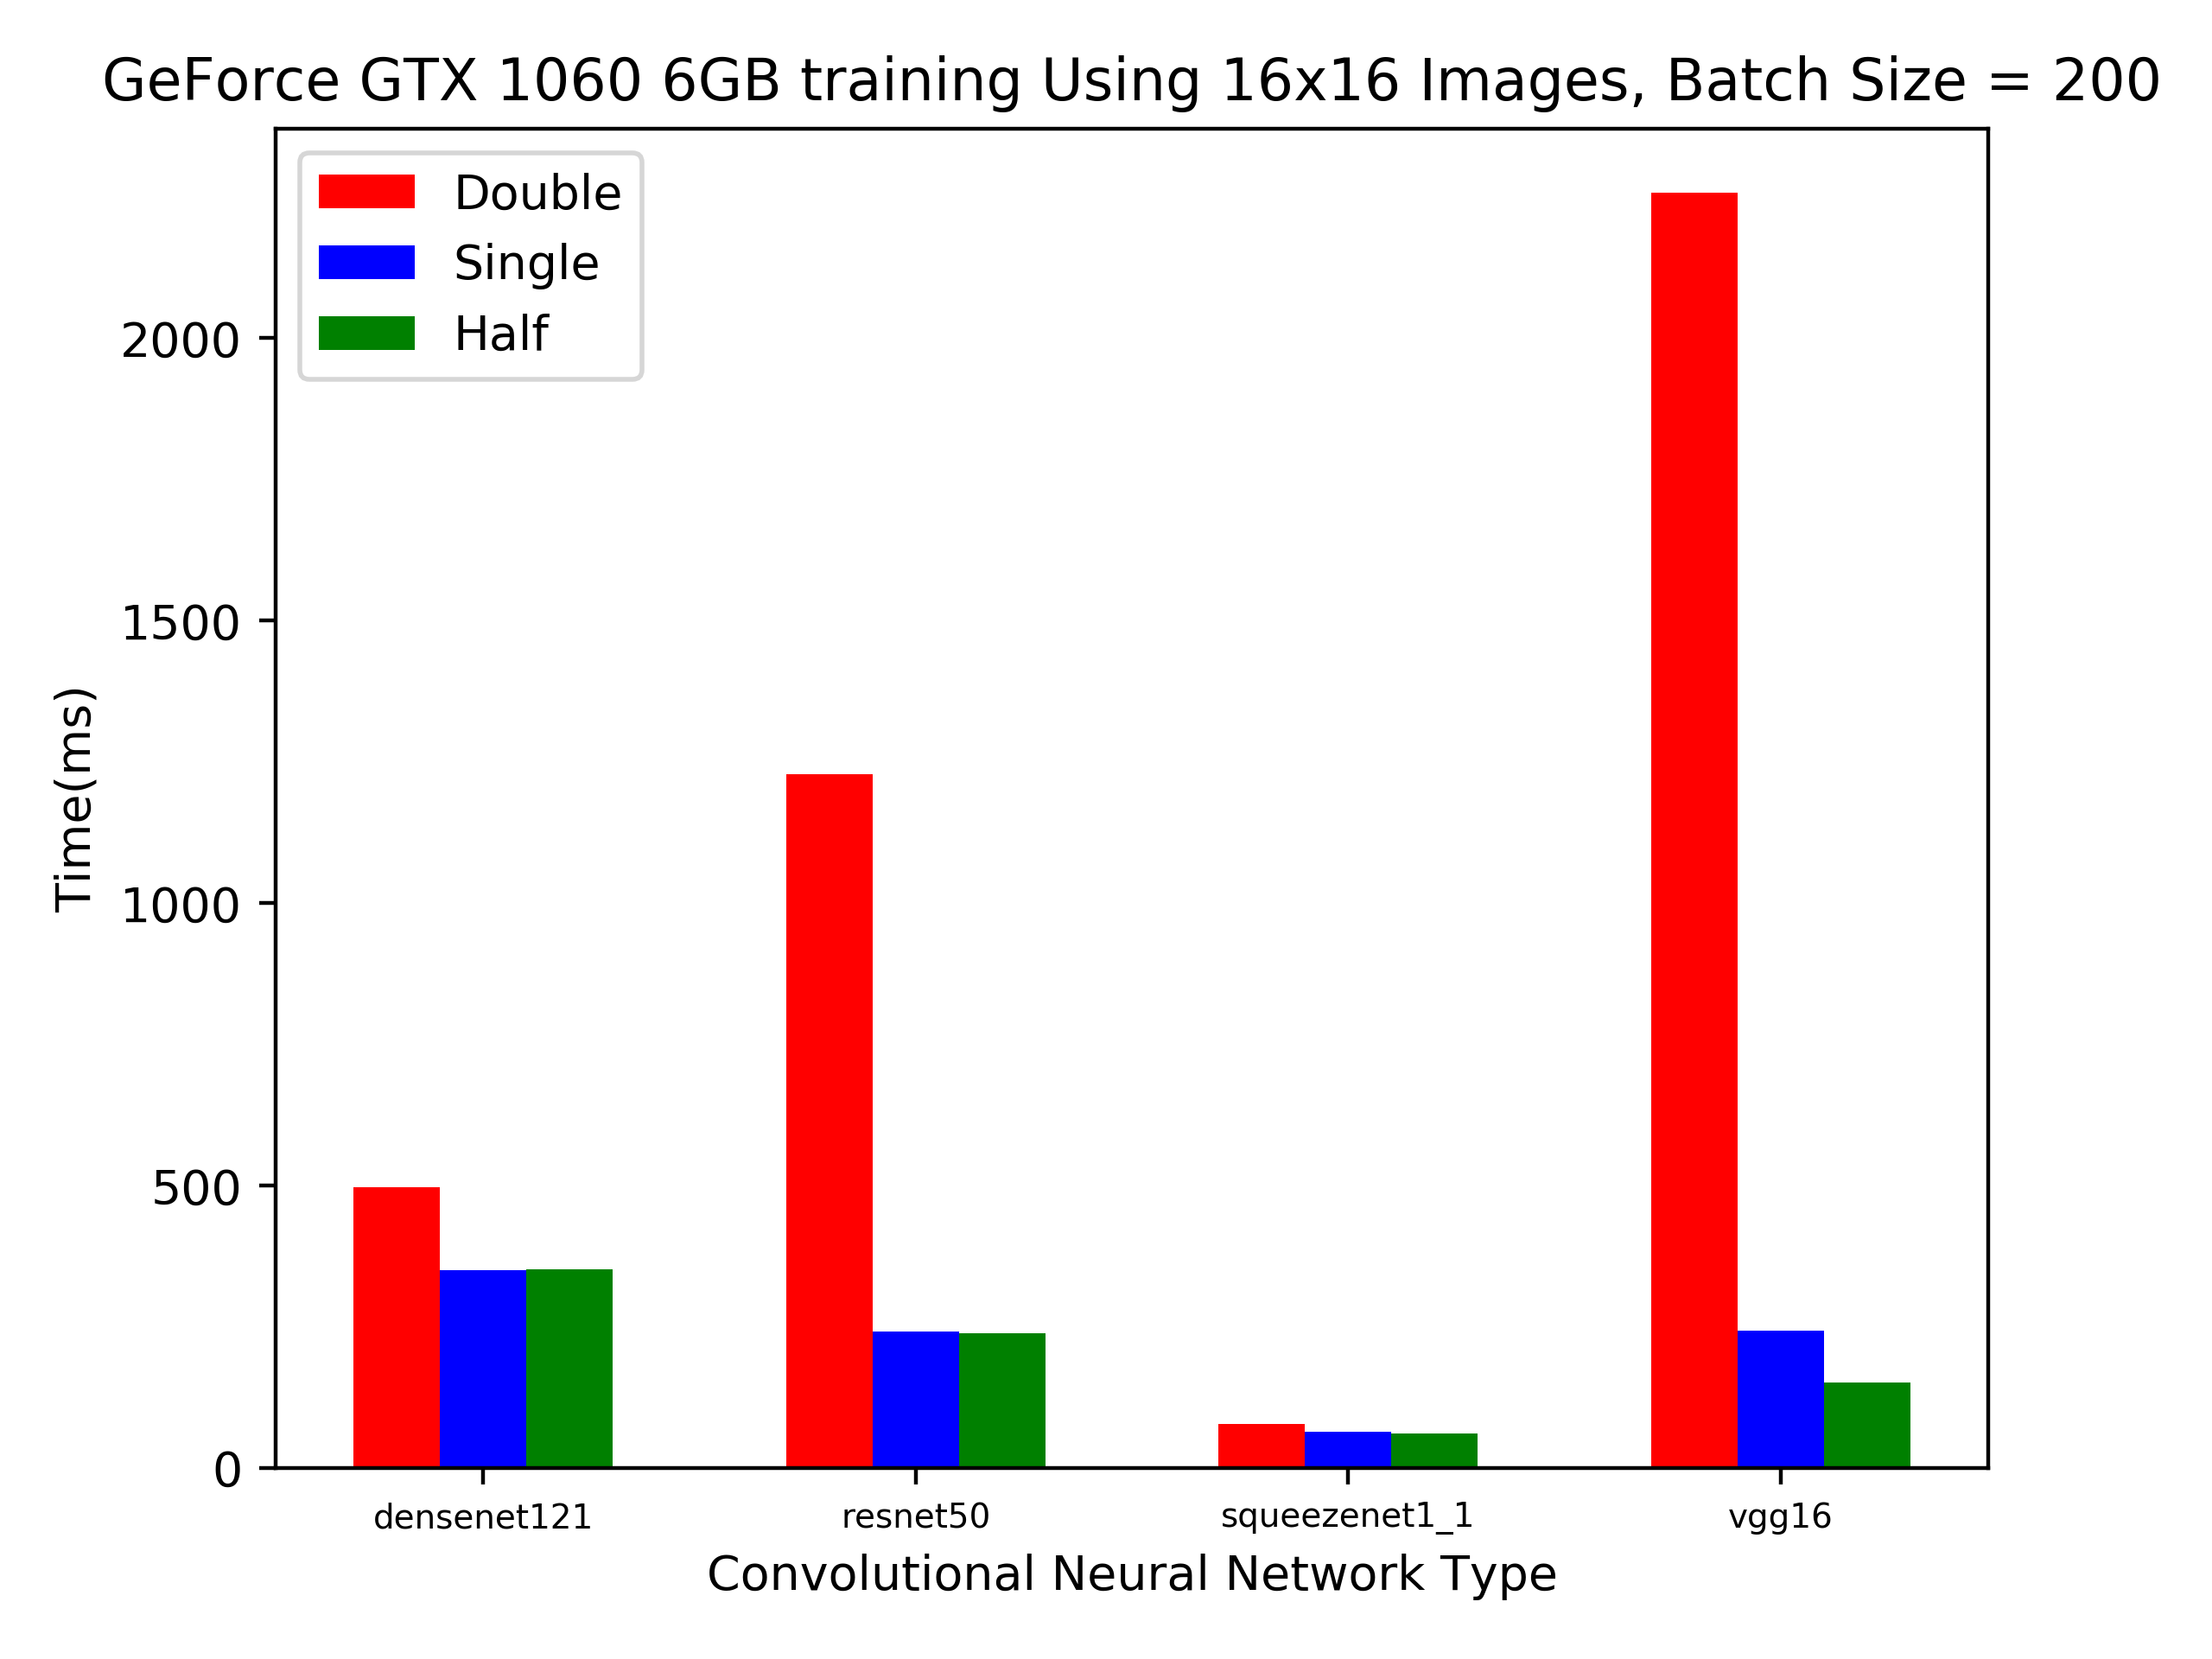 GeForce GTX 1060 6GB training Using 16x16 Images, Batch Size = 200
Double
Single
Half
Time(ms)
2000
1500
1000
500
0
densenet121
resnet50
squeezenet1_1
vgg16
Convolutional Neural Network Type